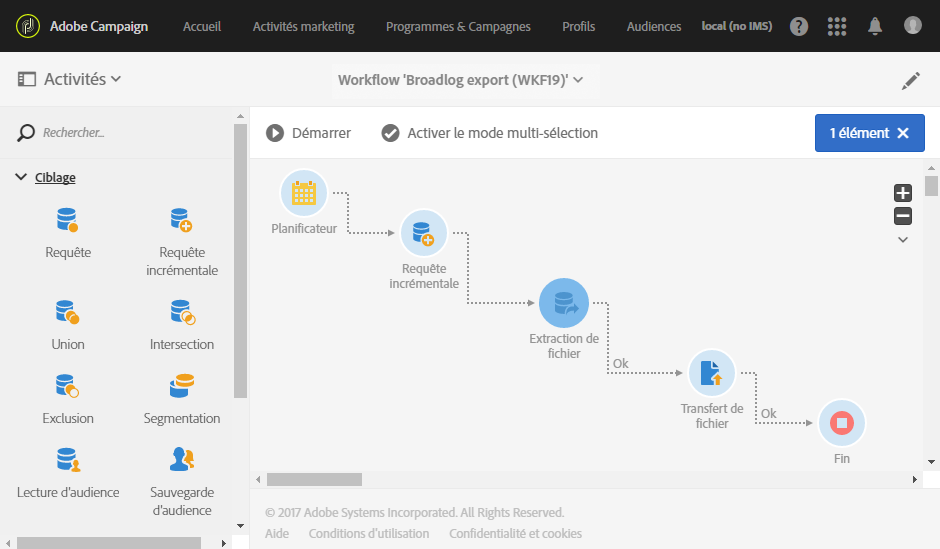 Adobe Campaign
Accueil
Activités marketing
Programmes & Campagnes
Profils
Audiences
local (no IMS)
?
Activités
Workflow 'Broadlog export (WKF19)'
Rechercher...
Démarrer
Activer le mode multi-sélection
1 élément
Ciblage
Requête
Requête
incrémentale
Union
Intersection
Exclusion
Segmentation
Lecture d'audience
Sauvegarde
d'audience
Planificateur
Requête
incrémentale
Extraction de
fichier
Ok
Transfert de
fichier
Ok
Fin
© 2017 Adobe Systems Incorporated. All Rights Reserved.
Aide
Conditions d'utilisation
Confidentialité et cookies